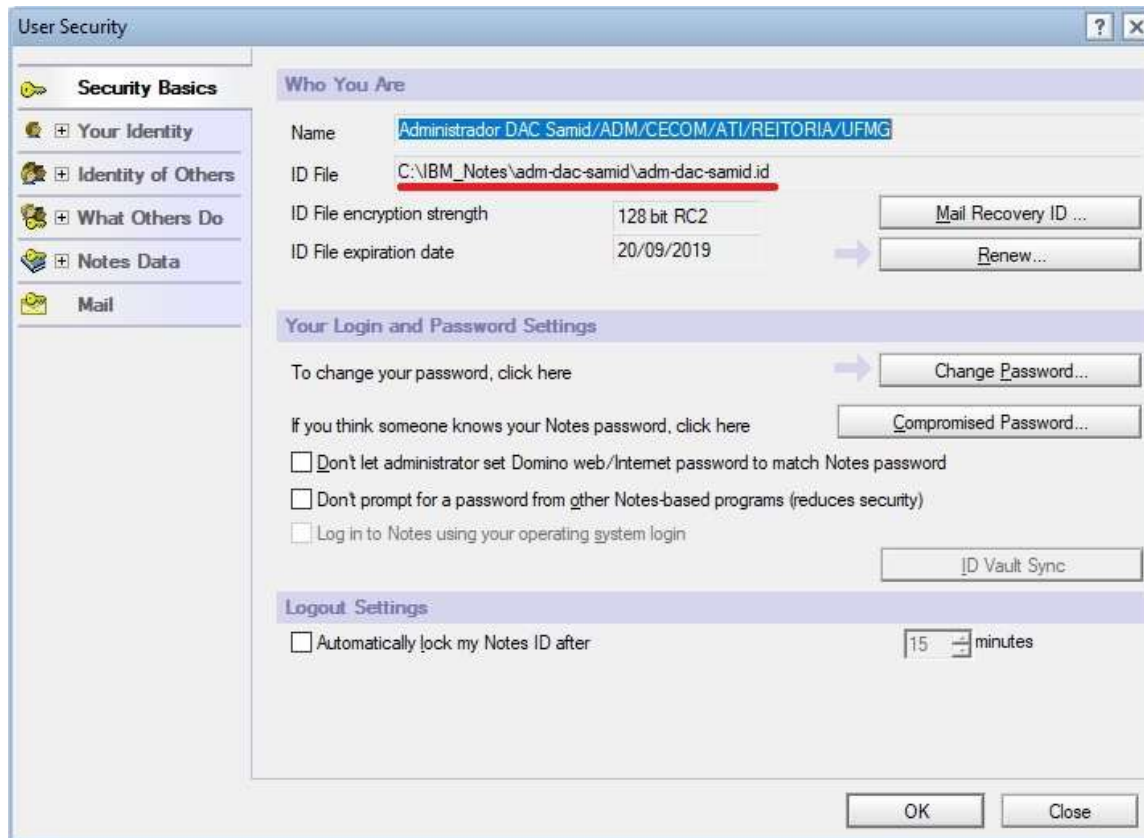 User Security
?
Security Basics
Your Identity
Identity of Others
What Others Do
Notes Data
Mail
Who You Are
Name Administrador DAC Samid/ADM/CECOM/ATI/REITORIA/UFMG
ID File C:\IBM_Notes\adm-dac-samid\adm-dac-samid.id
ID File encryption strength 128 bit RC2 Mail Recovery ID ...
ID File expiration date 20/09/2019 Renew...
Your Login and Password Settings
To change your password, click here Change Password...
If you think someone knows your Notes password, click here Compromised Password...
Don't let administrator set Domino web/Internet password to match Notes password
Don't prompt for a password from other Notes-based programs (reduces security)
Log in to Notes using your operating system login
ID Vault Sync
Logout Settings
Automatically lock my Notes ID after 15 minutes
OK Close